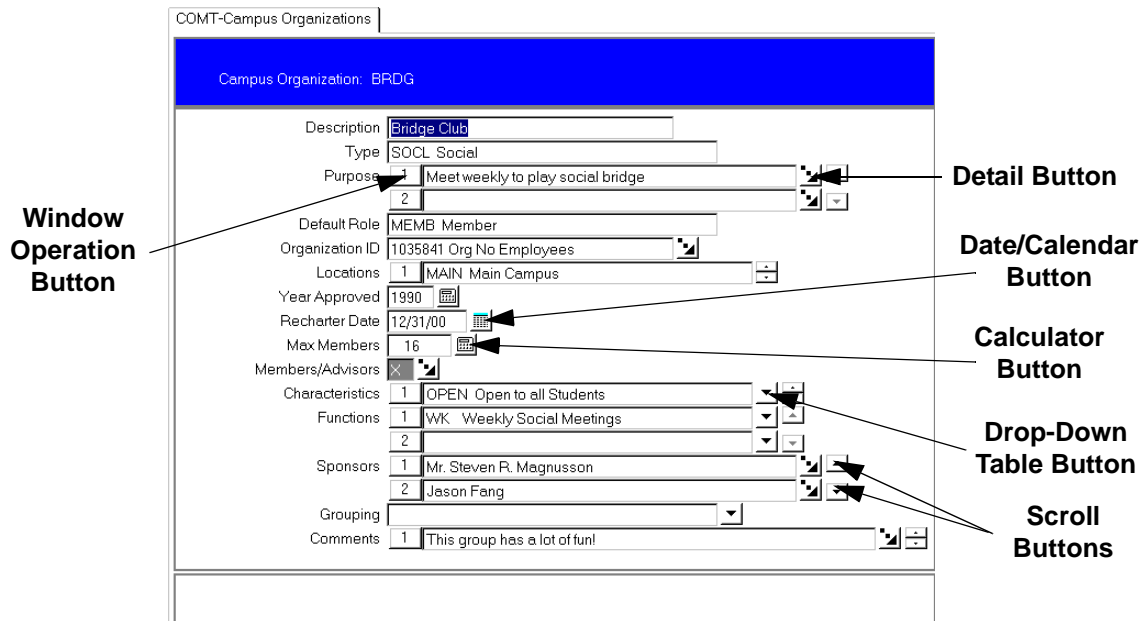 COMT-Campus Organizations
Campus Organization: BRDG
Description Bridge Club
Type SOCL Social
Purpose 1 Meet weekly to play social bridge
2
Default Role MEMB Member
Organization ID 1035841 Org No Employees
Locations 1 MAIN Main Campus
Year Approved 1990
Recharter Date 12/31/00
Max Members 16
Members/Advisors X
Characteristics 1 OPEN Open to all Students
Functions 1 WK Weekly Social Meetings
2
Sponsors 1 Mr. Steven R. Magnusson
2 Jason Fang
Grouping
Comments 1 This group has a lot of fun!
Window
Operation
Button
Detail Button
Date/Calendar
Button
Calculator
Button
Drop-Down
Table Button
Scroll
Buttons